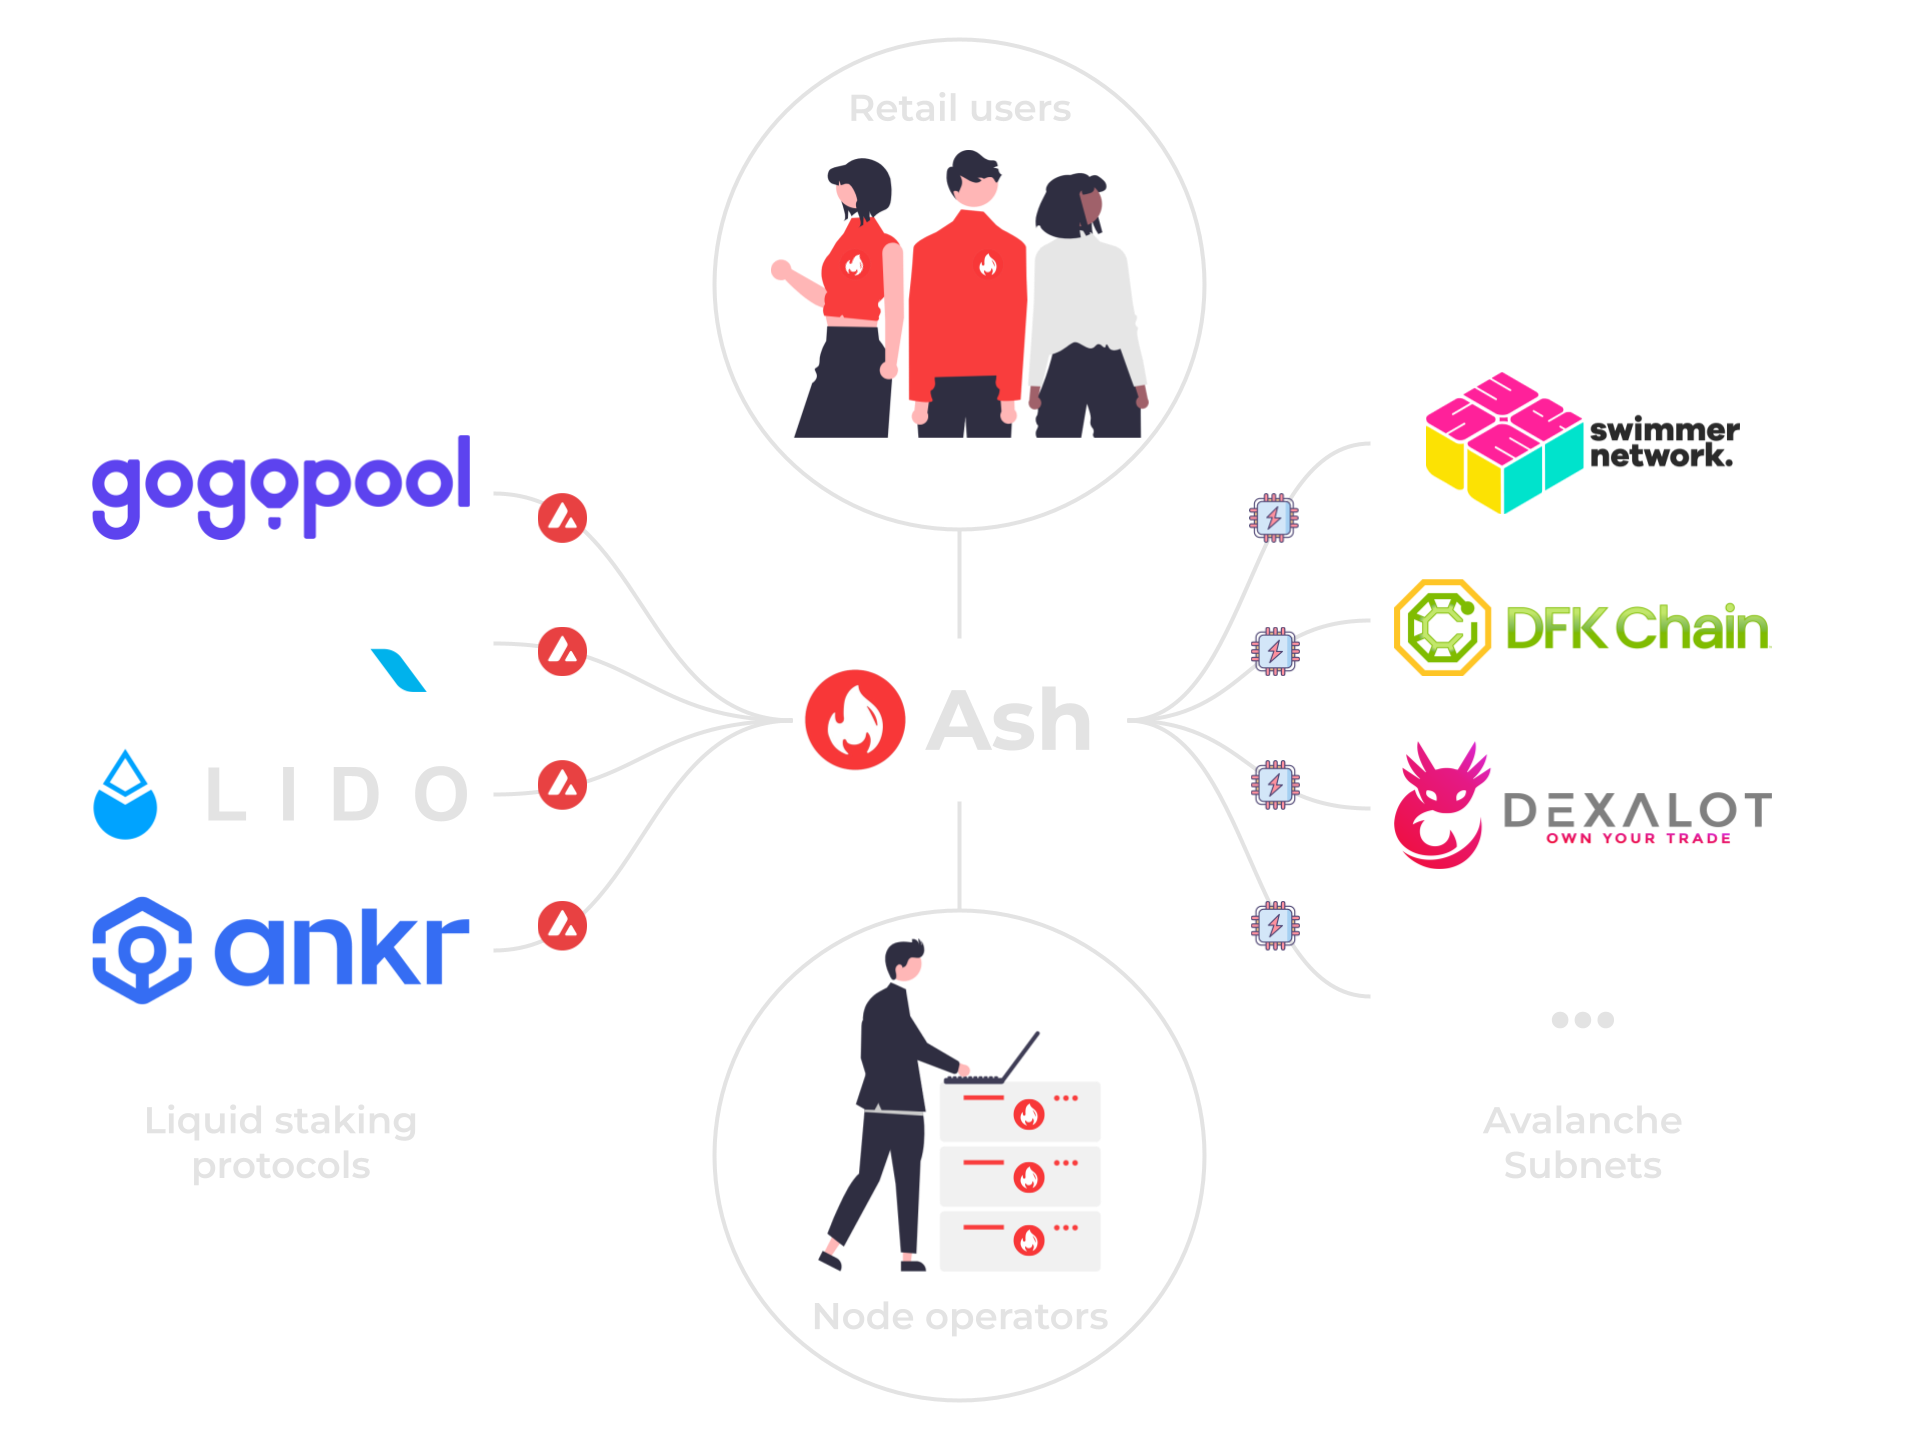 Retail users
gogopool
LIDO
ankr
Liquid staking
protocols
Ash
swimmer
network.
DFK Chain
DEXALOT
OWN YOUR TRADE
Avalanche
Subnets
Node operators